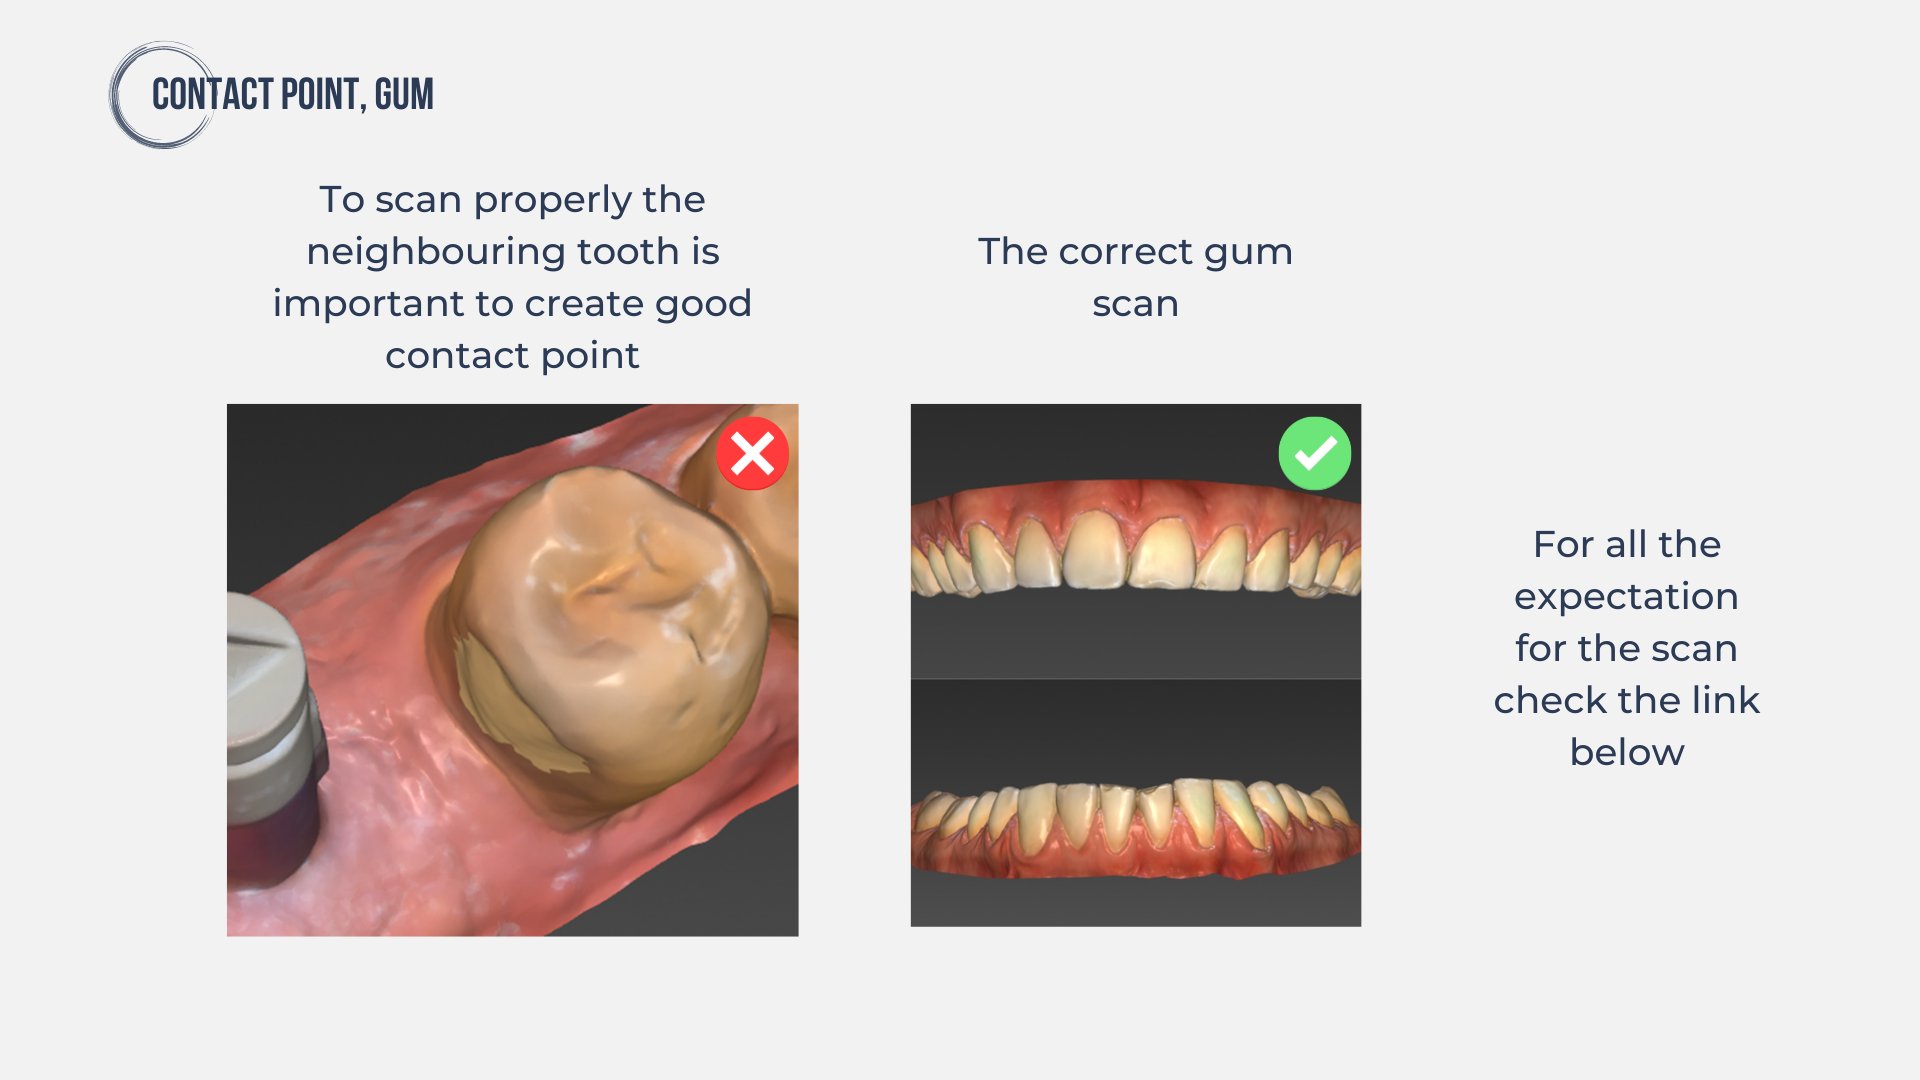 CONTACT POINT, GUM
To scan properly the
neighbouring tooth is
important to create good
contact point
The correct gum
scan
For all the
expectation
for the scan
check the link
below